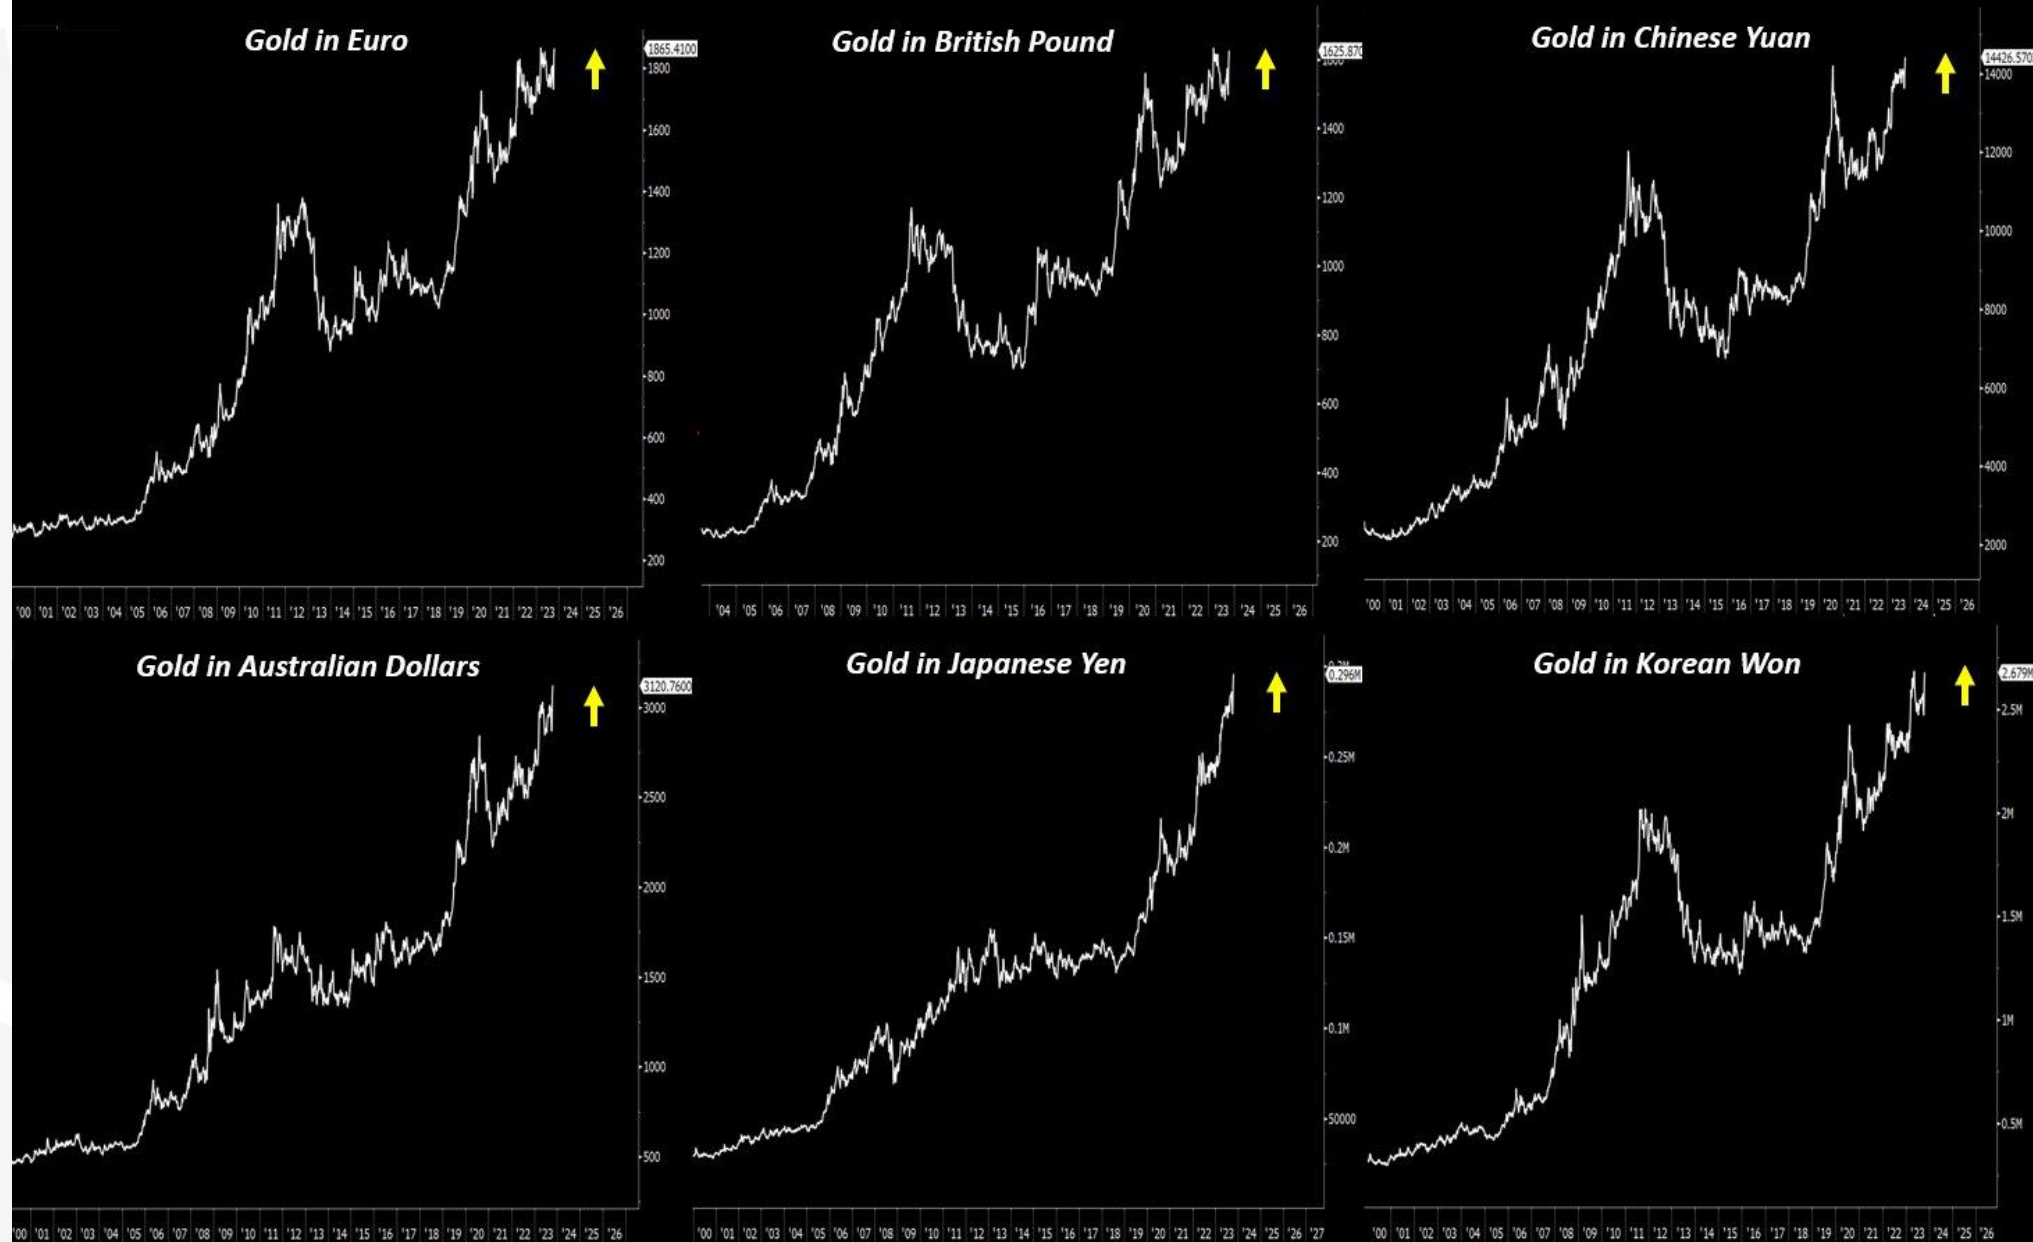 Gold in Euro
1865.4100
1800
1600
1400
1200
1000
800
600
400
200
'00 '01 '02 '03 '04 '05 '06 '07 '08 '09 '10 '11 '12 '13 '14 '15 '16 '17 '18 '19 '20 '21 '22 '23 '24 '25 '26
Gold in British Pound
1625.870
1400
1200
1000
800
600
400
200
'04 '05 '06 '07 '08 '09 '10 '11 '12 '13 '14 '15 '16 '17 '18 '19 '20 '21 '22 '23 '24 '25 '26
Gold in Chinese Yuan
14426.570
14000
12000
10000
8000
6000
4000
2000
'00 '01 '02 '03 '04 '05 '06 '07 '08 '09 '10 '11 '12 '13 '14 '15 '16 '17 '18 '19 '20 '21 '22 '23 '24 '25 '26
Gold in Australian Dollars
3120.7600
3000
2500
2000
1500
1000
500
'00 '01 '02 '03 '04 '05 '06 '07 '08 '09 '10 '11 '12 '13 '14 '15 '16 '17 '18 '19 '20 '21 '22 '23 '24 '25 '26
Gold in Japanese Yen
0.296M
0.25M
0.2M
0.15M
0.1M
50000
'00 '01 '02 '03 '04 '05 '06 '07 '08 '09 '10 '11 '12 '13 '14 '15 '16 '17 '18 '19 '20 '21 '22 '23 '24 '25 '26 '27
Gold in Korean Won
2.679M
2.5M
2M
1.5M
1M
0.5M
'00 '01 '02 '03 '04 '05 '06 '07 '08 '09 '10 '11 '12 '13 '14 '15 '16 '17 '18 '19 '20 '21 '22 '23 '24 '25 '26